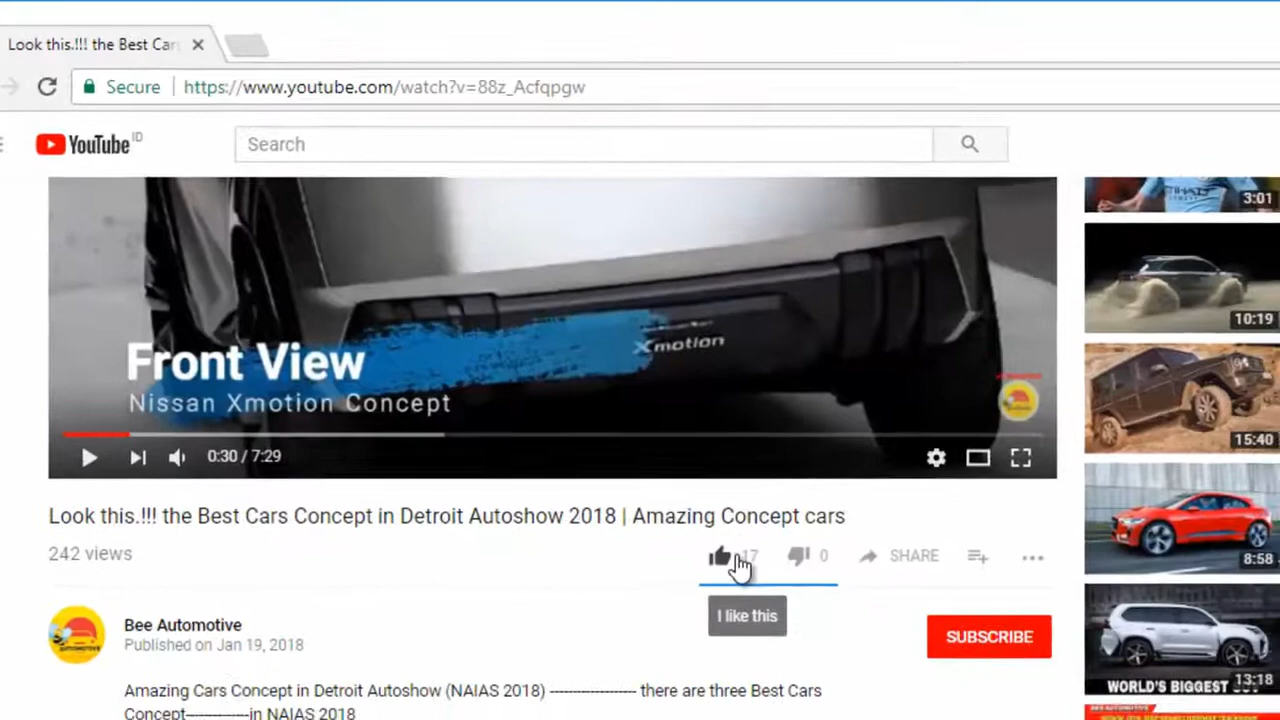 Look this.!!! the Best Car
Secure
https://www.youtube.com/watch?v=88z_Acfqpgw
YouTube ID
Search
3:01
10:19
Xmotion
Front View
Nissan Xmotion Concept
0:30 / 7:29
15:40
Look this.!!! the Best Cars Concept in Detroit Autoshow 2018 | Amazing Concept cars
242 views
17
0
SHARE
8:58
I like this
Bee Automotive
Published on Jan 19, 2018
SUBSCRIBE
13:18
WORLD'S BIGGEST
Amazing Cars Concept in Detroit Autoshow (NAIAS 2018) ------------------ there are three Best Cars
Concept-------------in NAIAS 2018
BEE AUTOMOTIVE